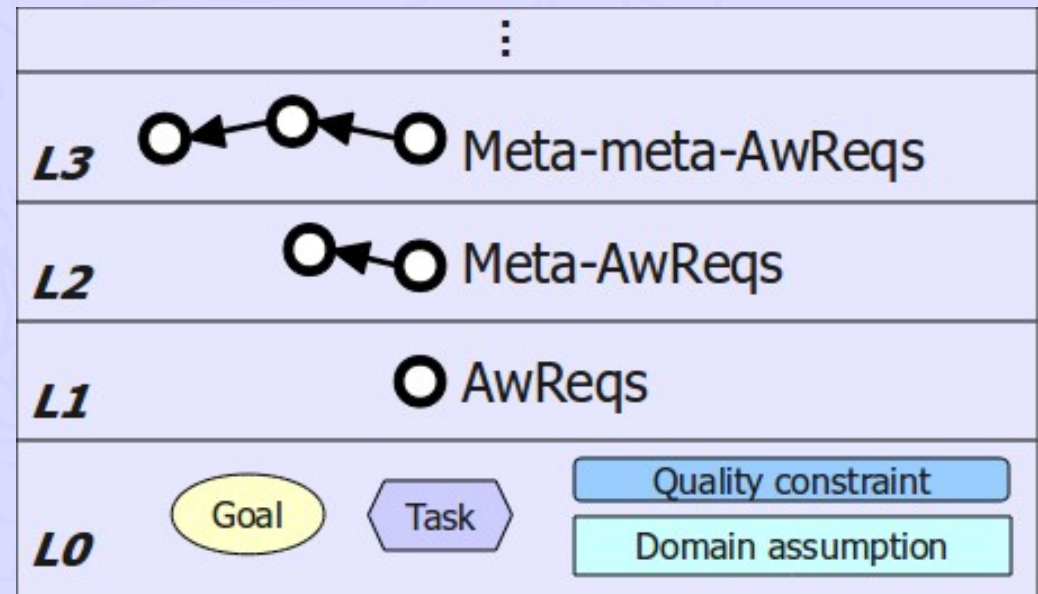 ⋮
L3 Meta-meta-AwReqs
L2 Meta-AwReqs
L1 AwReqs
Quality constraint
L0 Goal Task
Domain assumption